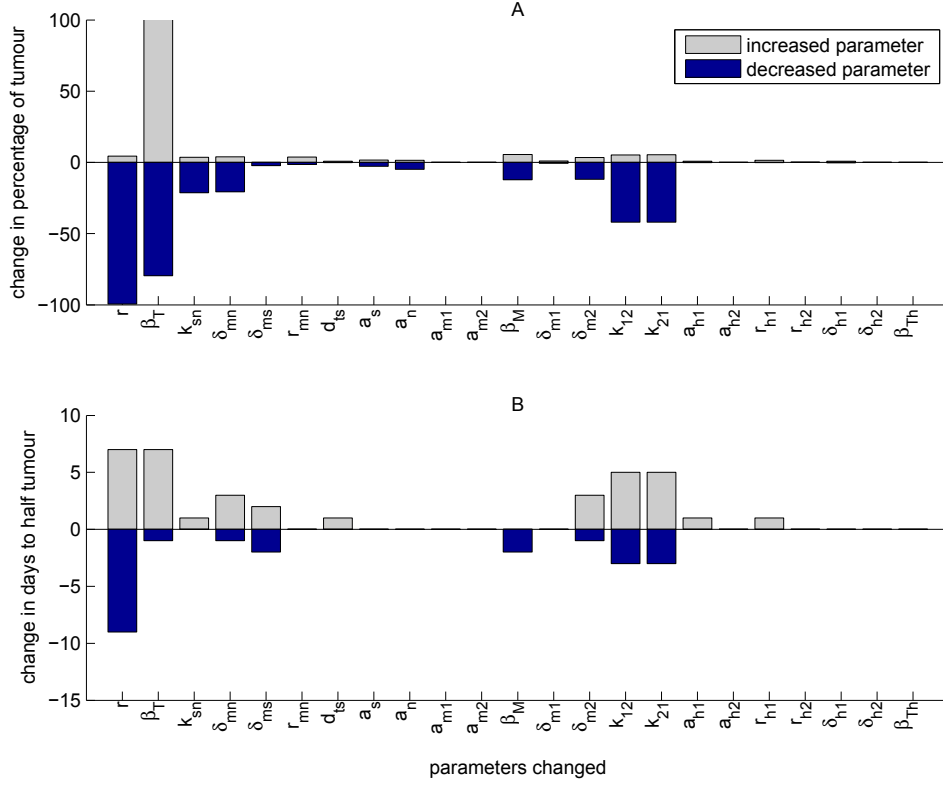 A
change in percentage of tumour
100
50
0
−50
−100
increased parameter
decreased parameter
r β_T k_sn δ_mn δ_ms r_mn d_ts a_s a_n a_m1 a_m2 β_M δ_m1 δ_m2 k_12 k_21 a_h1 a_h2 r_h1 r_h2 δ_h1 δ_h2 β_Th
B
change in days to half tumour
10
5
0
−5
−10
−15
r β_T k_sn δ_mn δ_ms r_mn d_ts a_s a_n a_m1 a_m2 β_M δ_m1 δ_m2 k_12 k_21 a_h1 a_h2 r_h1 r_h2 δ_h1 δ_h2 β_Th
parameters changed